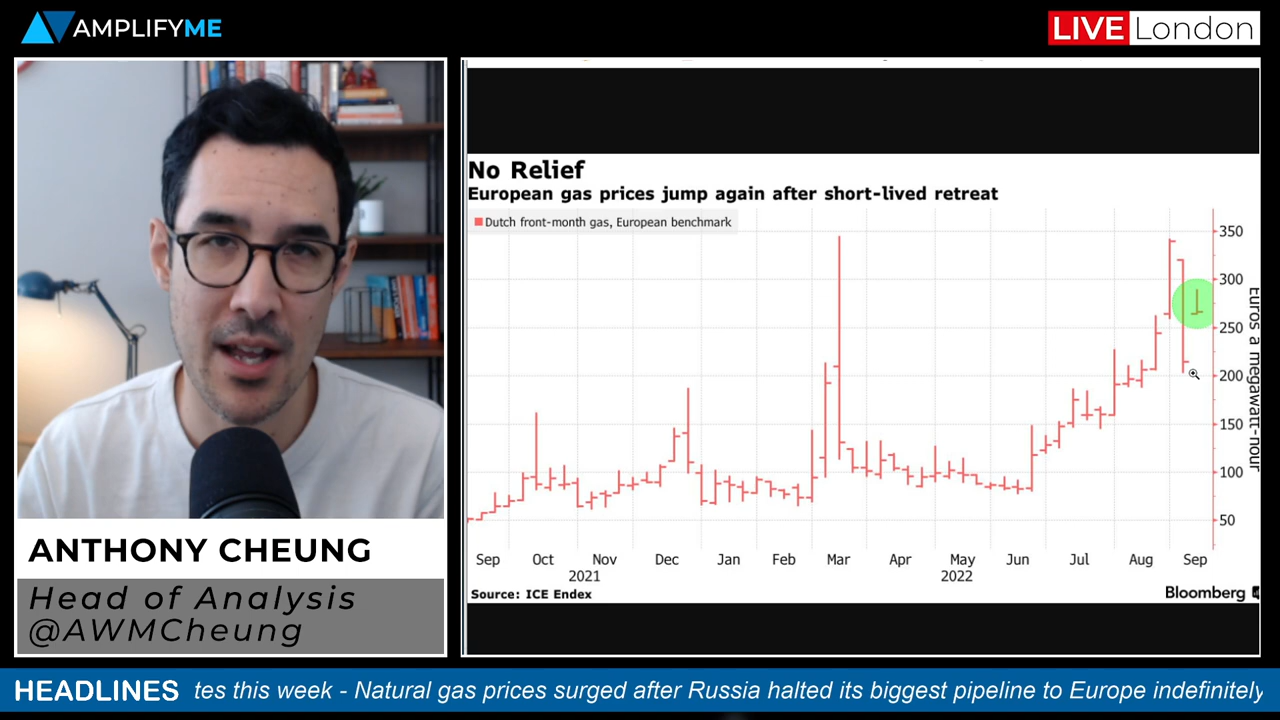 AMPLIFYME
LIVE London
No Relief
European gas prices jump again after short-lived retreat
Dutch front-month gas, European benchmark
350
300
250
200
150
100
50
Euros a megawatt-hour
Sep Oct Nov Dec Jan Feb Mar Apr May Jun Jul Aug Sep
2021 2022
Source: ICE Endex
Bloomberg
ANTHONY CHEUNG
Head of Analysis
@AWMCheung
HEADLINES tes this week - Natural gas prices surged after Russia halted its biggest pipeline to Europe indefinitely